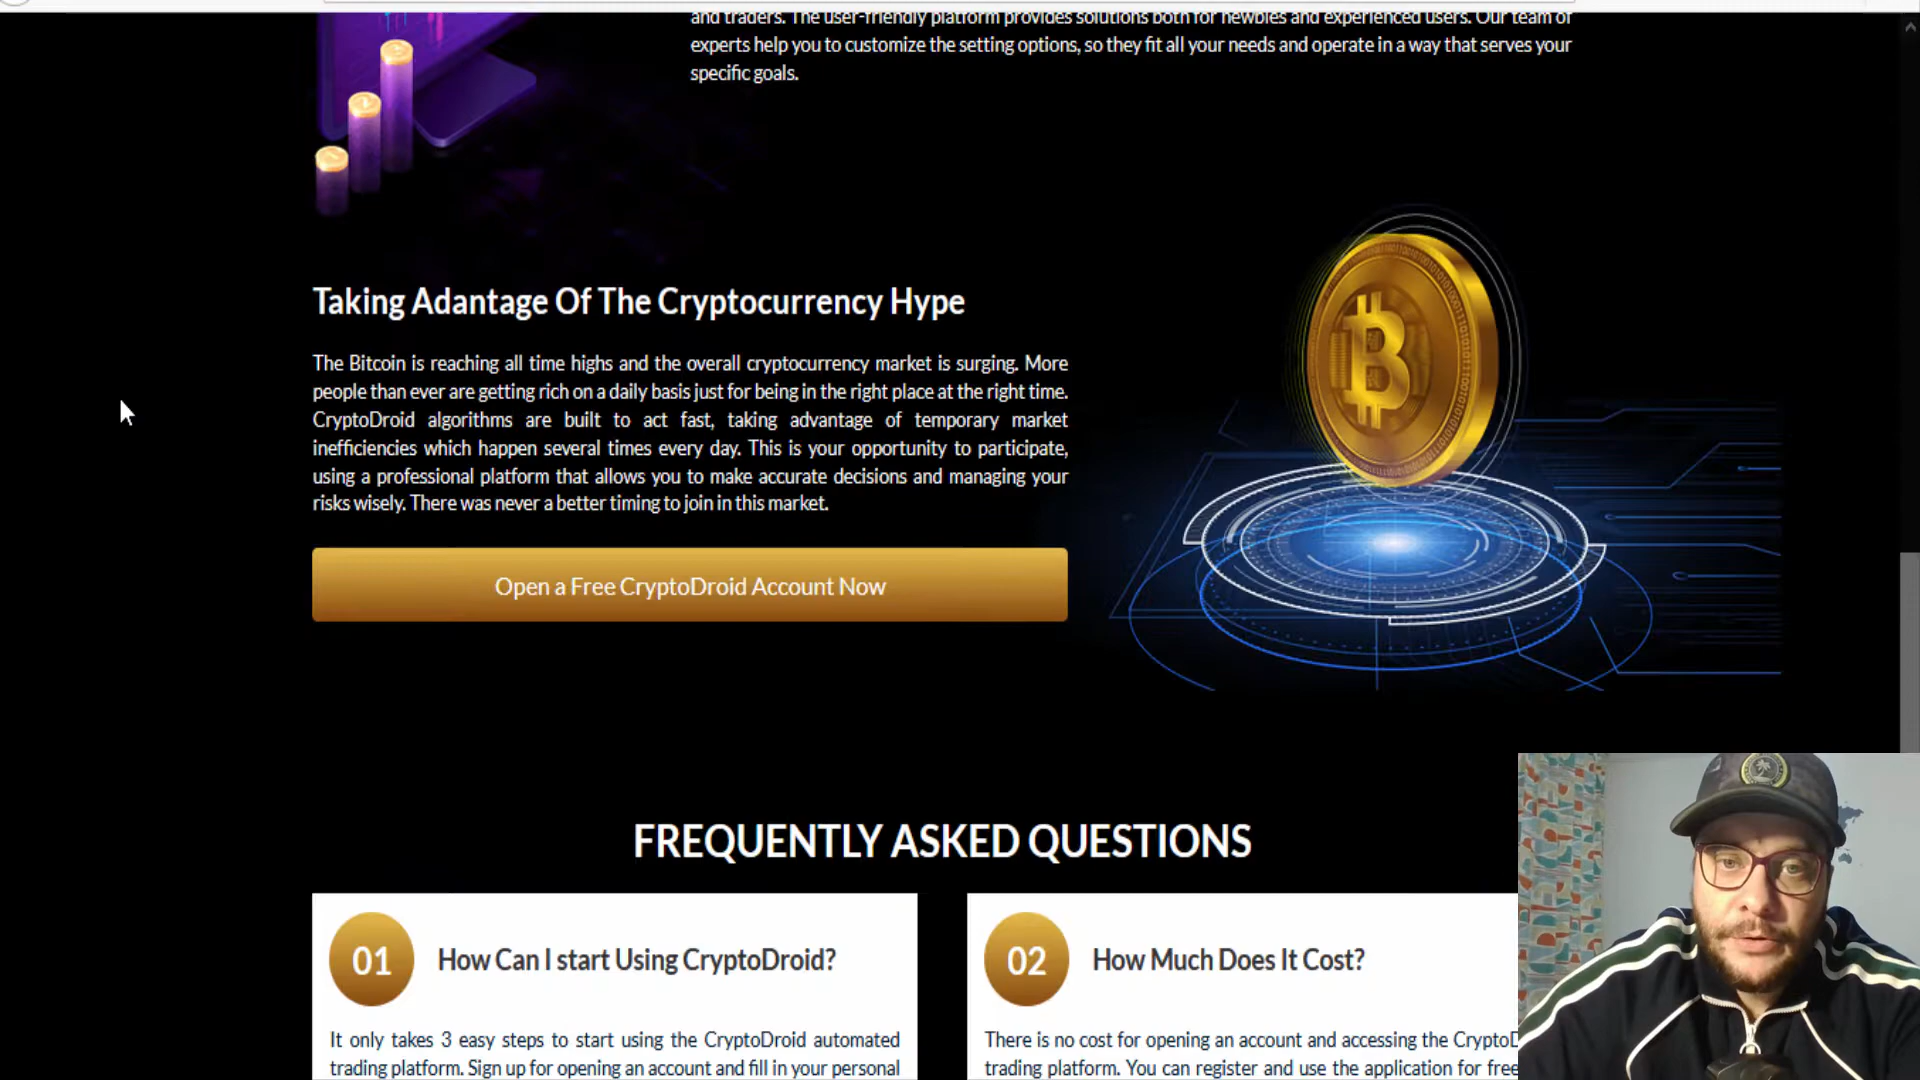 and traders. The user-friendly platform provides solutions both for newbies and experienced users. Our team of
experts help you to customize the setting options, so they fit all your needs and operate in a way that serves your
specific goals.
Taking Adantage Of The Cryptocurrency Hype
The Bitcoin is reaching all time highs and the overall cryptocurrency market is surging. More
people than ever are getting rich on a daily basis just for being in the right place at the right time.
CryptoDroid algorithms are built to act fast, taking advantage of temporary market
inefficiencies which happen several times every day. This is your opportunity to participate,
using a professional platform that allows you to make accurate decisions and managing your
risks wisely. There was never a better timing to join in this market.
Open a Free CryptoDroid Account Now
FREQUENTLY ASKED QUESTIONS
01
How Can I start Using CryptoDroid?
It only takes 3 easy steps to start using the CryptoDroid automated
trading platform. Sign up for opening an account and fill in your personal
02
How Much Does It Cost?
There is no cost for opening an account and accessing the CryptoD
trading platform. You can register and use the application for free